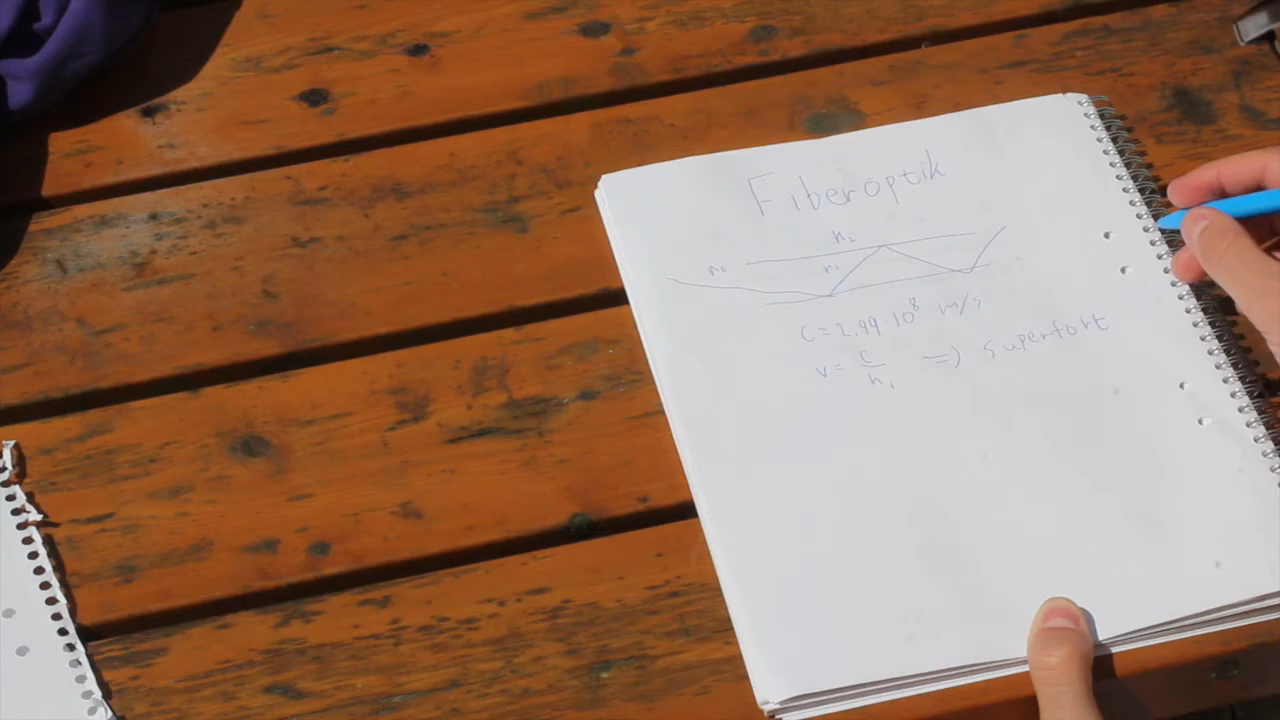 Fiberoptik
n₂
n₀ n₁
C = 2.99 10⁸ m/s
v = c/n₁ => superfort